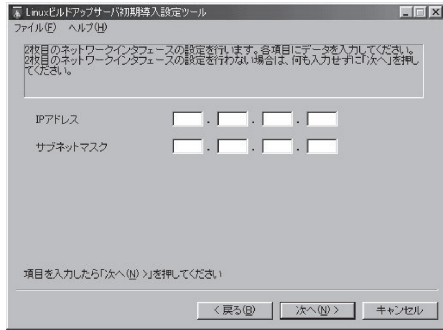 Linuxビルドアップサーバ初期導入設定ツール
ファイル(F) ヘルプ(H)
2枚目のネットワークインタフェースの設定を行います。各項目にデータを入力してください。
2枚目のネットワークインタフェースの設定を行わない場合は、何も入力せずに「次へ」を押し
てください。
IPアドレス . . .
サブネットマスク . . .
項目を入力したら「次へ(N) >」を押してください
< 戻る(B) 次へ(N) > キャンセル